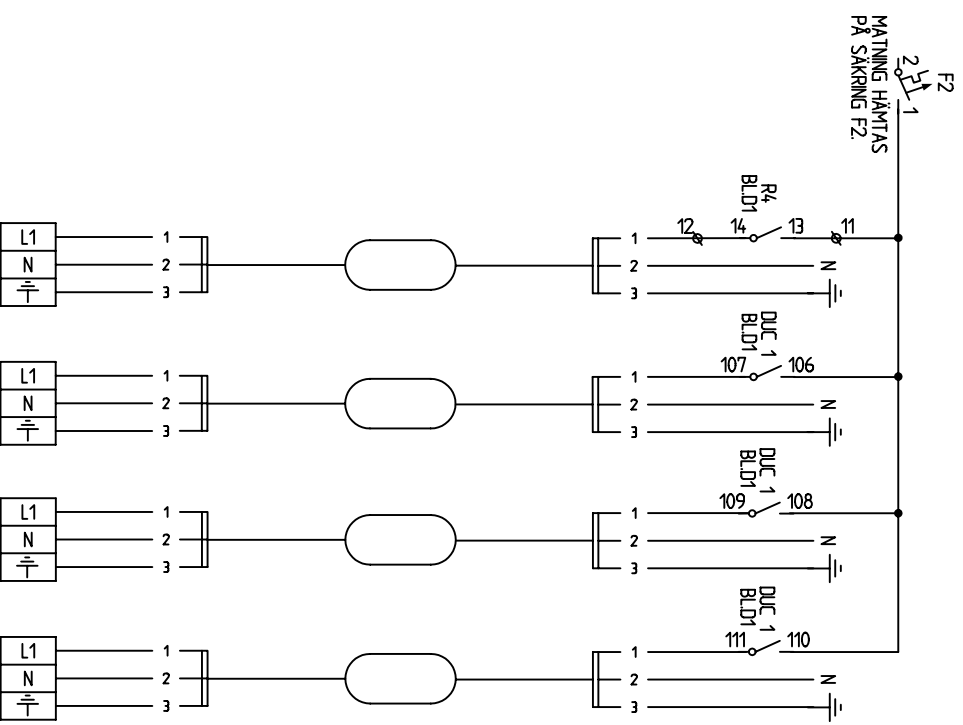 F2
2
1
MATNING HÄMTAS
PÅ SÄKRING F2.
R4
BL.D1
L1 1 1 12 14 13 11
N 2 2 N
3 3
DUC 1
BL.D1
L1 1 1 107 106
N 2 2 N
3 3
DUC 1
BL.D1
L1 1 1 109 108
N 2 2 N
3 3
DUC 1
BL.D1
L1 1 1 111 110
N 2 2 N
3 3